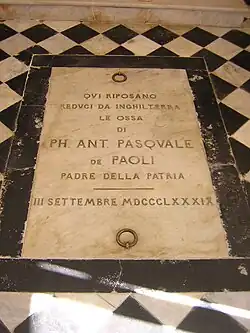 QVI RIPOSANO
REDVCI DA INGHILTERRA
LE OSSA
DI
PH. ANT. PASQVALE
DE PAOLI
PADRE DELLA PATRIA
III SETTEMBRE MDCCCLXXXIX